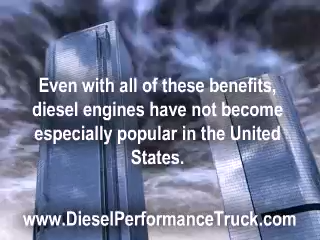 Even with all of these benefits,
diesel engines have not become
especially popular in the United
States.
www.DieselPerformanceTruck.com